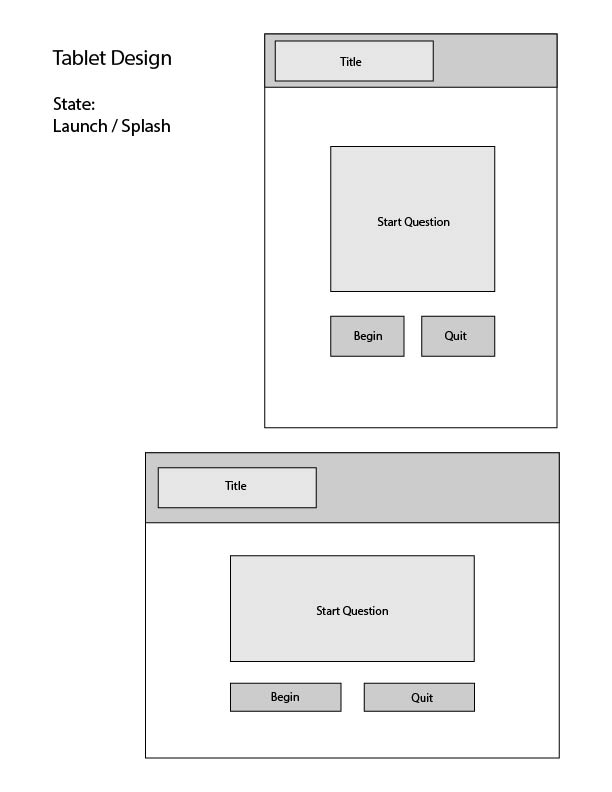 Tablet Design
State:
Launch / Splash
Title
Start Question
Begin
Quit
Title
Start Question
Begin
Quit